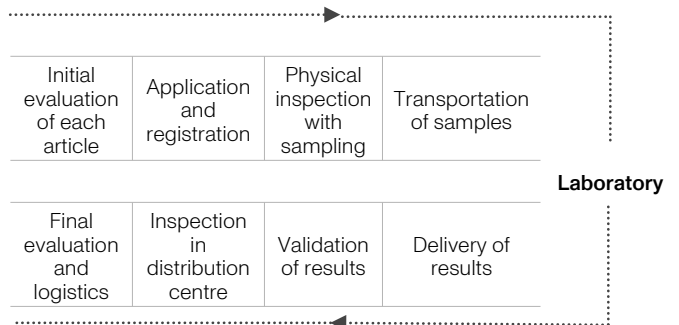 Initial
evaluation
of each
article
Application
and
registration
Physical
inspection
with
sampling
Transportation
of samples
Laboratory
Final
evaluation
and
logistics
Inspection
in
distribution
centre
Validation
of results
Delivery of
results